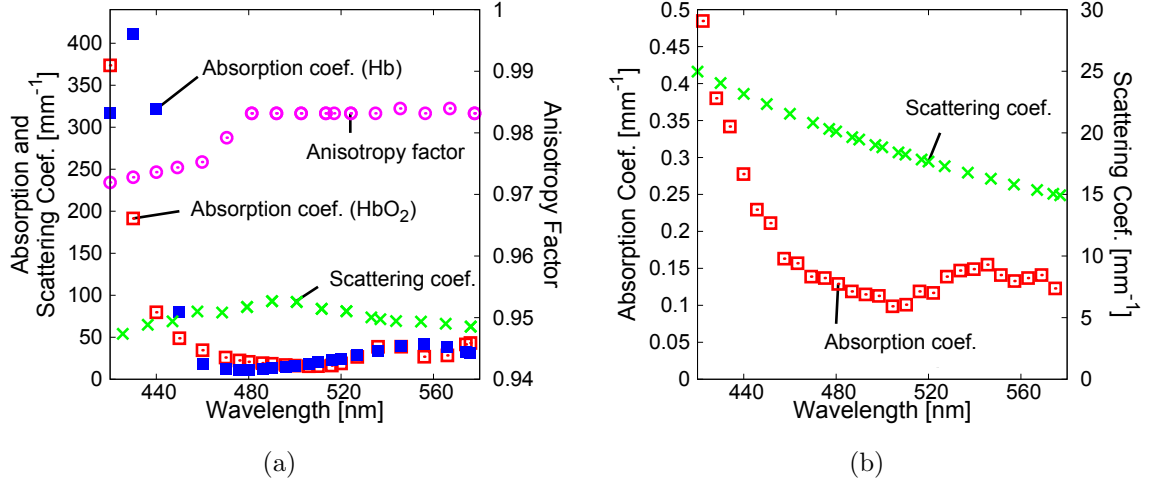 400
350
300
250
200
150
100
50
0
Absorption and
Scattering Coef. [mm-1]
440
480
520
560
Wavelength [nm]
1
0.99
0.98
0.97
0.96
0.95
0.94
Anisotropy Factor
Absorption coef. (Hb)
Anisotropy factor
Absorption coef. (HbO2)
Scattering coef.
(a)
0.5
0.45
0.4
0.35
0.3
0.25
0.2
0.15
0.1
0.05
0
Absorption Coef. [mm-1]
440
480
520
560
Wavelength [nm]
30
25
20
15
10
5
0
Scattering Coef. [mm-1]
Scattering coef.
Absorption coef.
(b)